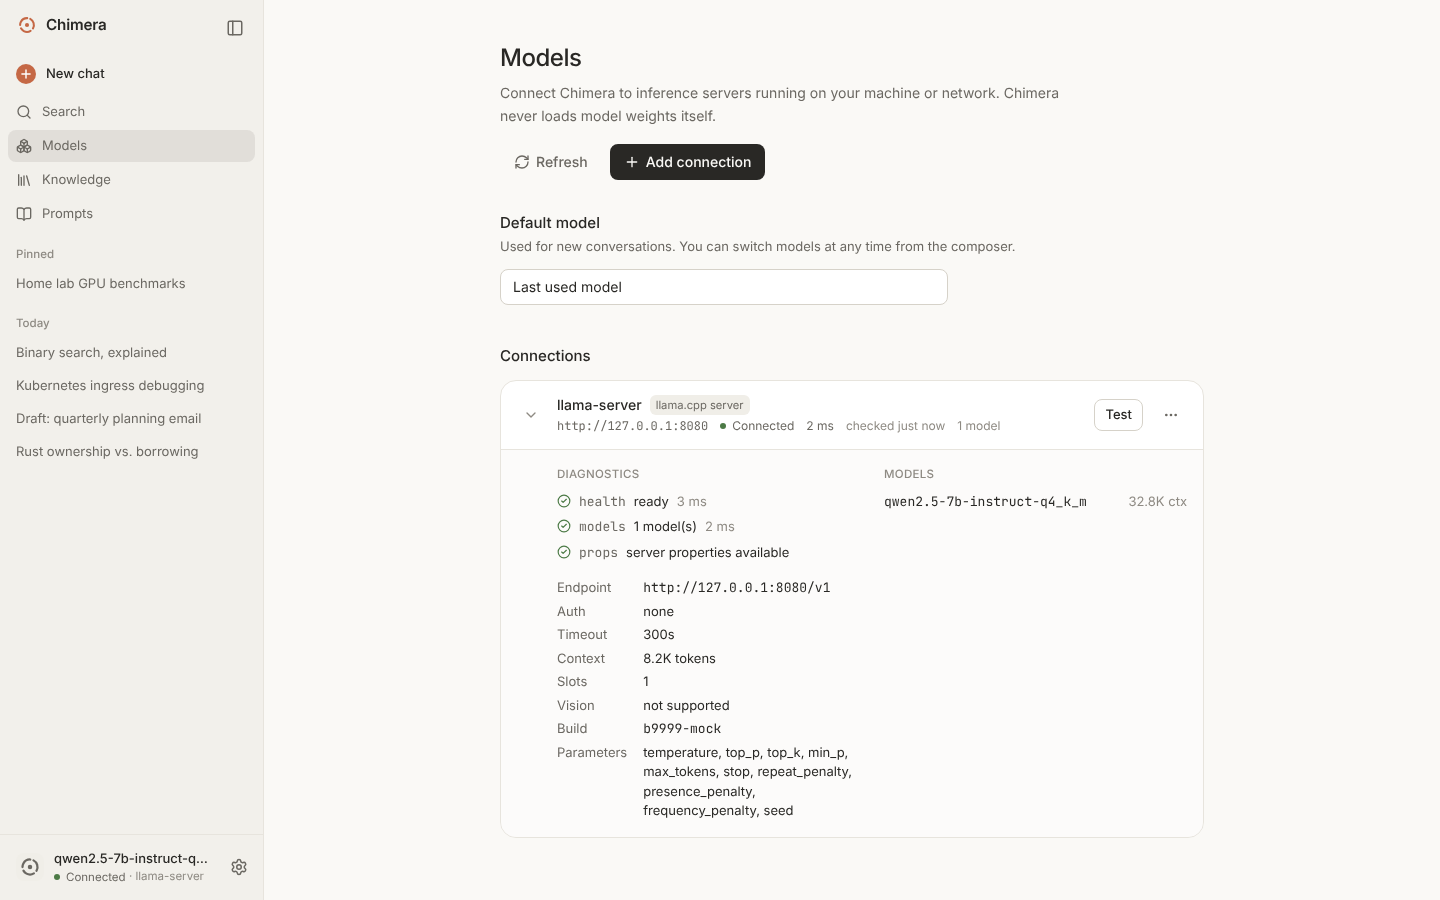 Chimera
New chat
Search
Models
Knowledge
Prompts
Pinned
Home lab GPU benchmarks
Today
Binary search, explained
Kubernetes ingress debugging
Draft: quarterly planning email
Rust ownership vs. borrowing
qwen2.5-7b-instruct-q...
Connected · llama-server
Models
Connect Chimera to inference servers running on your machine or network. Chimera
never loads model weights itself.
Refresh
Add connection
Default model
Used for new conversations. You can switch models at any time from the composer.
Last used model
Connections
llama-server llama.cpp server
http://127.0.0.1:8080 Connected 2 ms checked just now 1 model
Test
DIAGNOSTICS
health ready 3 ms
models 1 model(s) 2 ms
props server properties available
Endpoint http://127.0.0.1:8080/v1
Auth none
Timeout 300s
Context 8.2K tokens
Slots 1
Vision not supported
Build b9999-mock
Parameters temperature, top_p, top_k, min_p,
max_tokens, stop, repeat_penalty,
presence_penalty,
frequency_penalty, seed
MODELS
qwen2.5-7b-instruct-q4_k_m 32.8K ctx